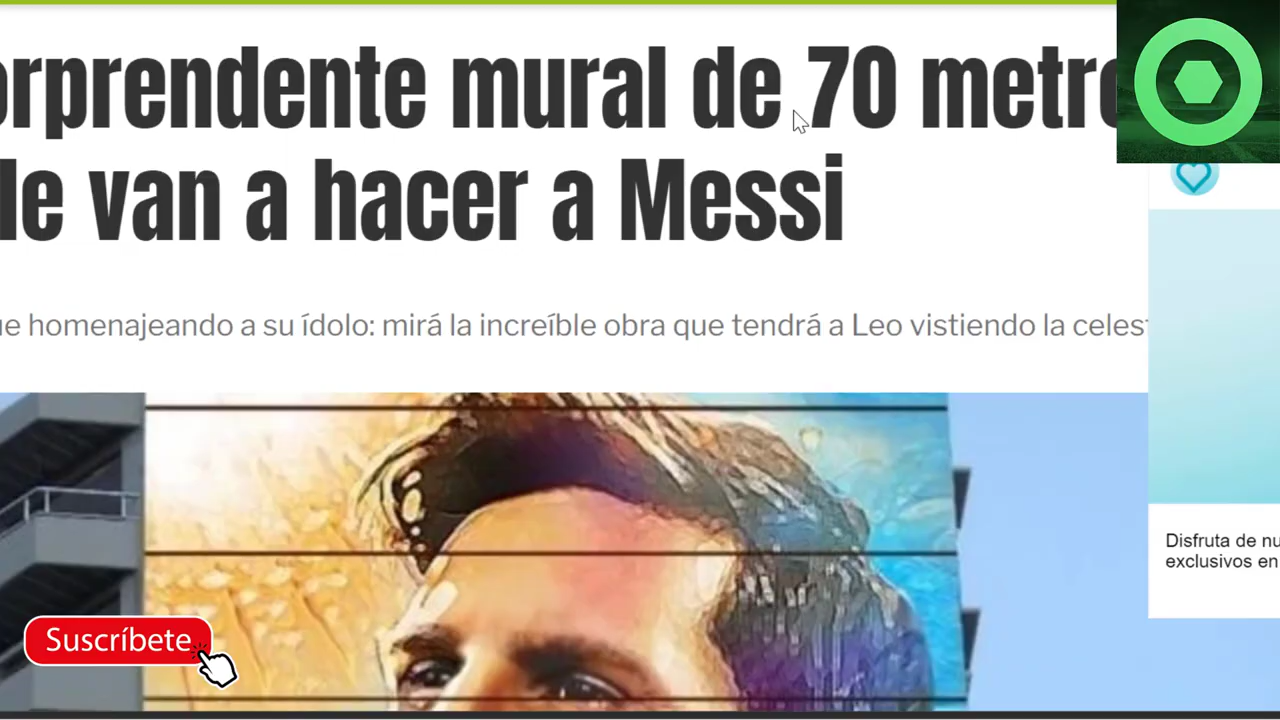 orprendente mural de 70 metro
le van a hacer a Messi
ue homenajeando a su ídolo: mirá la increíble obra que tendrá a Leo vistiendo la celest
Disfruta de nu
exclusivos en
Suscríbete